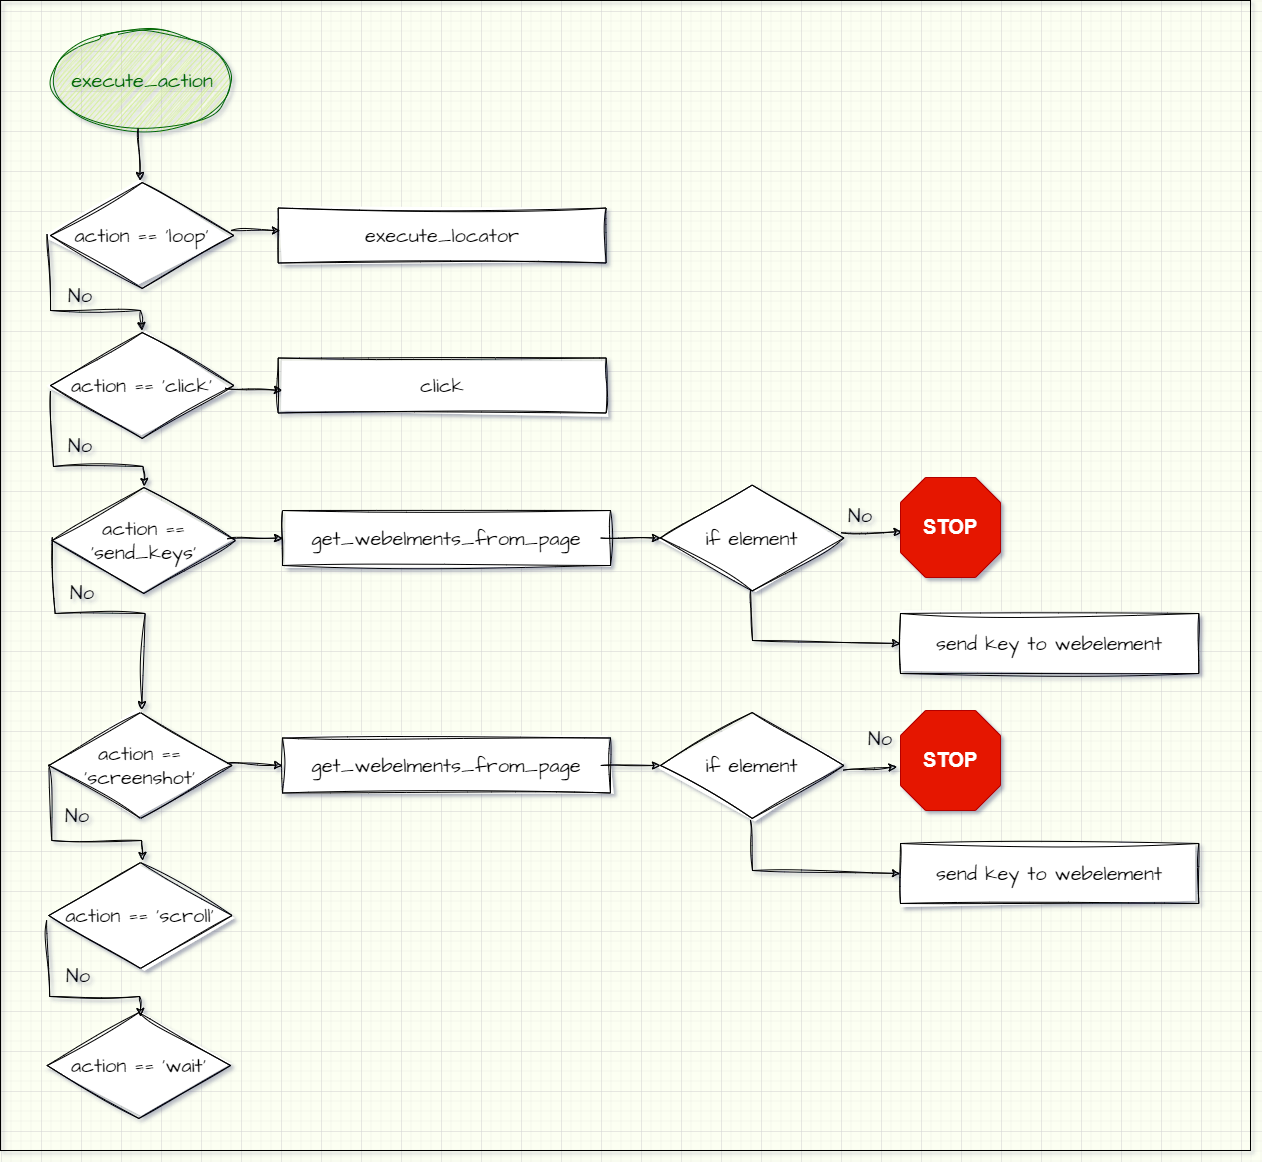 execute_action
action == 'loop'
execute_locator
No
action == 'click'
click
No
action ==
'send_keys'
get_webelments_from_page
if element
No
STOP
No
send key to webelement
action ==
'screenshot'
get_webelments_from_page
if element
No
STOP
No
send key to webelement
action == 'scroll'
No
action == 'wait'